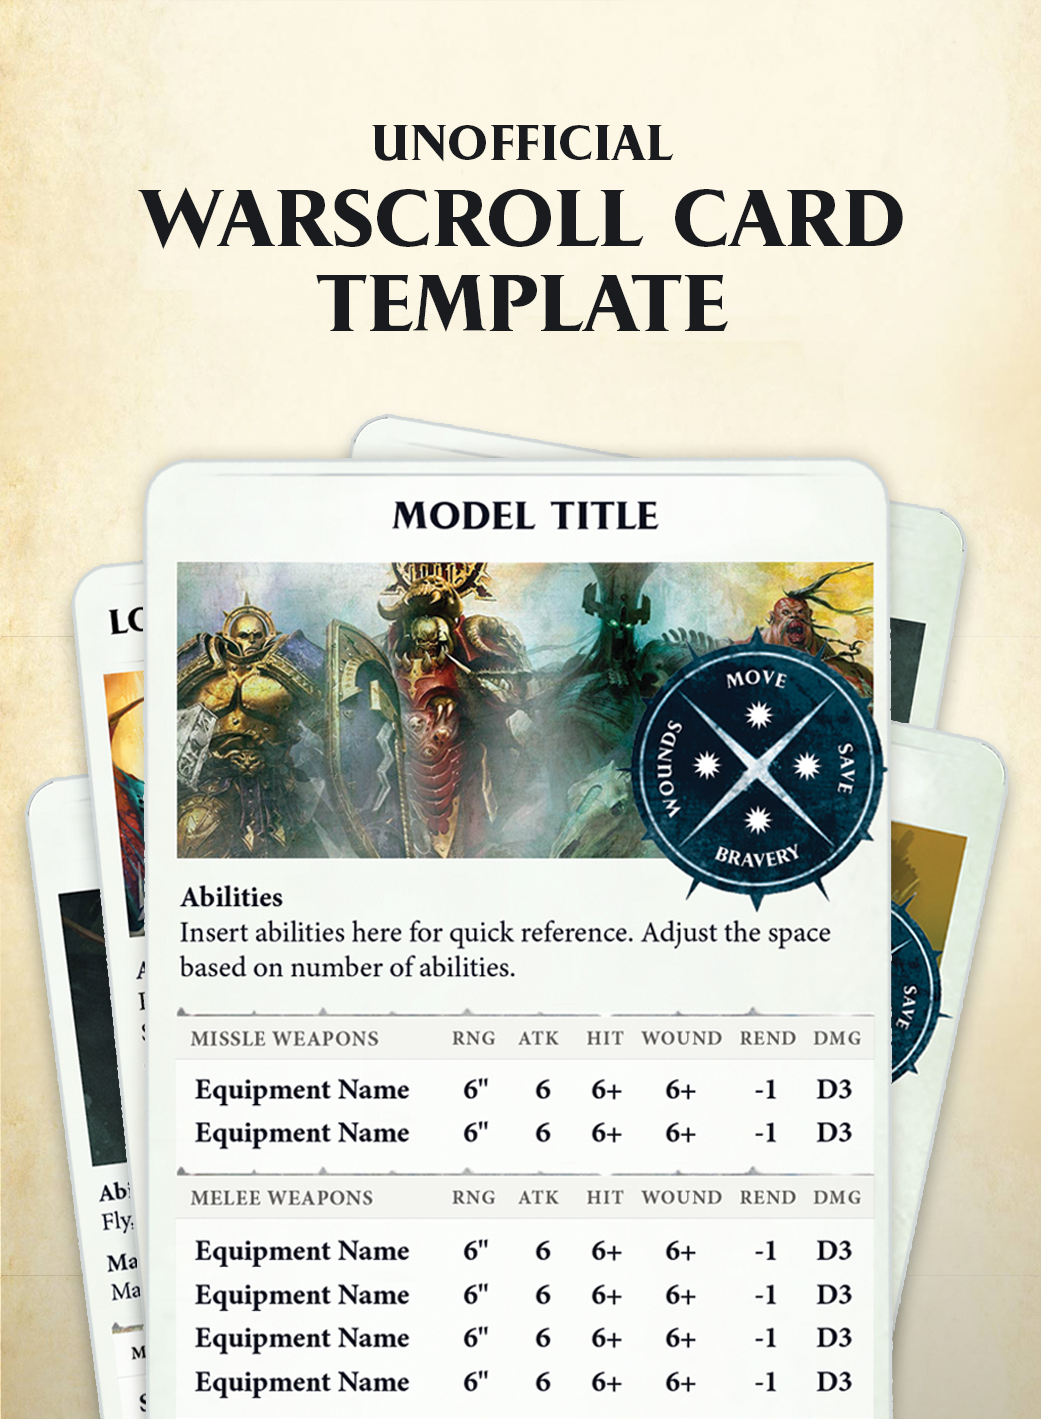 UNOFFICIAL
WARSCROLL CARD
TEMPLATE
MODEL TITLE
MOVE
WOUNDS
SAVE
BRAVERY
Abilities
Insert abilities here for quick reference. Adjust the space
based on number of abilities.
MISSLE WEAPONS RNG ATK HIT WOUND REND DMG
Equipment Name 6" 6 6+ 6+ -1 D3
Equipment Name 6" 6 6+ 6+ -1 D3
MELEE WEAPONS RNG ATK HIT WOUND REND DMG
Equipment Name 6" 6 6+ 6+ -1 D3
Equipment Name 6" 6 6+ 6+ -1 D3
Equipment Name 6" 6 6+ 6+ -1 D3
Equipment Name 6" 6 6+ 6+ -1 D3
Fly,
SAVE